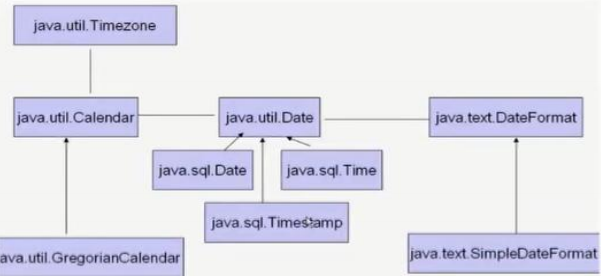 java.util.Timezone
java.util.Calendar
java.util.Date
java.text.DateFormat
java.sql.Date
java.sql.Time
java.sql.Timestamp
ava.util.GregorianCalendar
java.text.SimpleDateFormat